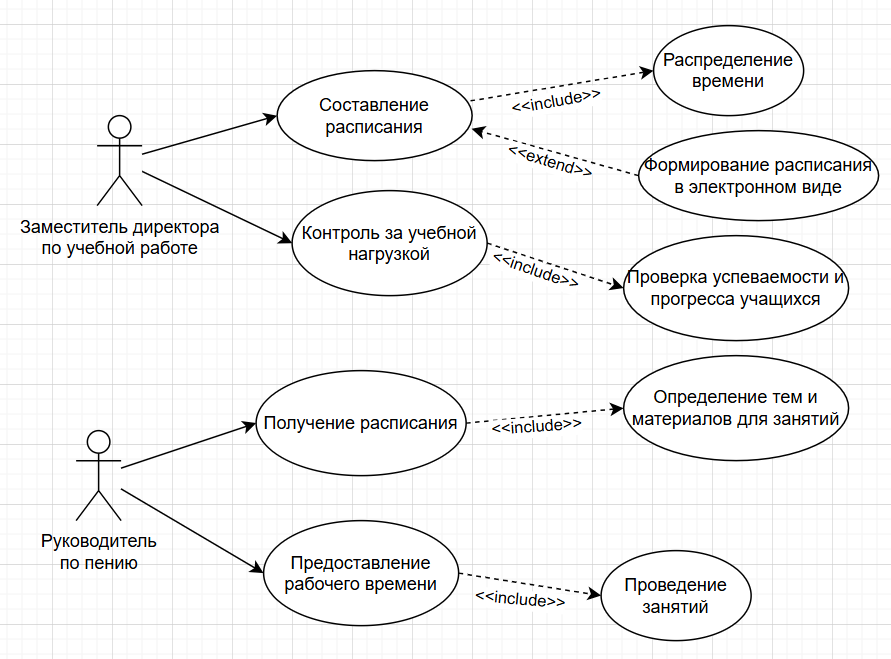 Распределение
времени
<<include>>
Составление
расписания
<<extend>>
Формирование расписания
в электронном виде
Заместитель директора
по учебной работе
Контроль за учебной
нагрузкой
<<include>>
Проверка успеваемости и
прогресса учащихся
Получение расписания
<<include>>
Определение тем и
материалов для занятий
Руководитель
по пению
Предоставление
рабочего времени
<<include>>
Проведение
занятий